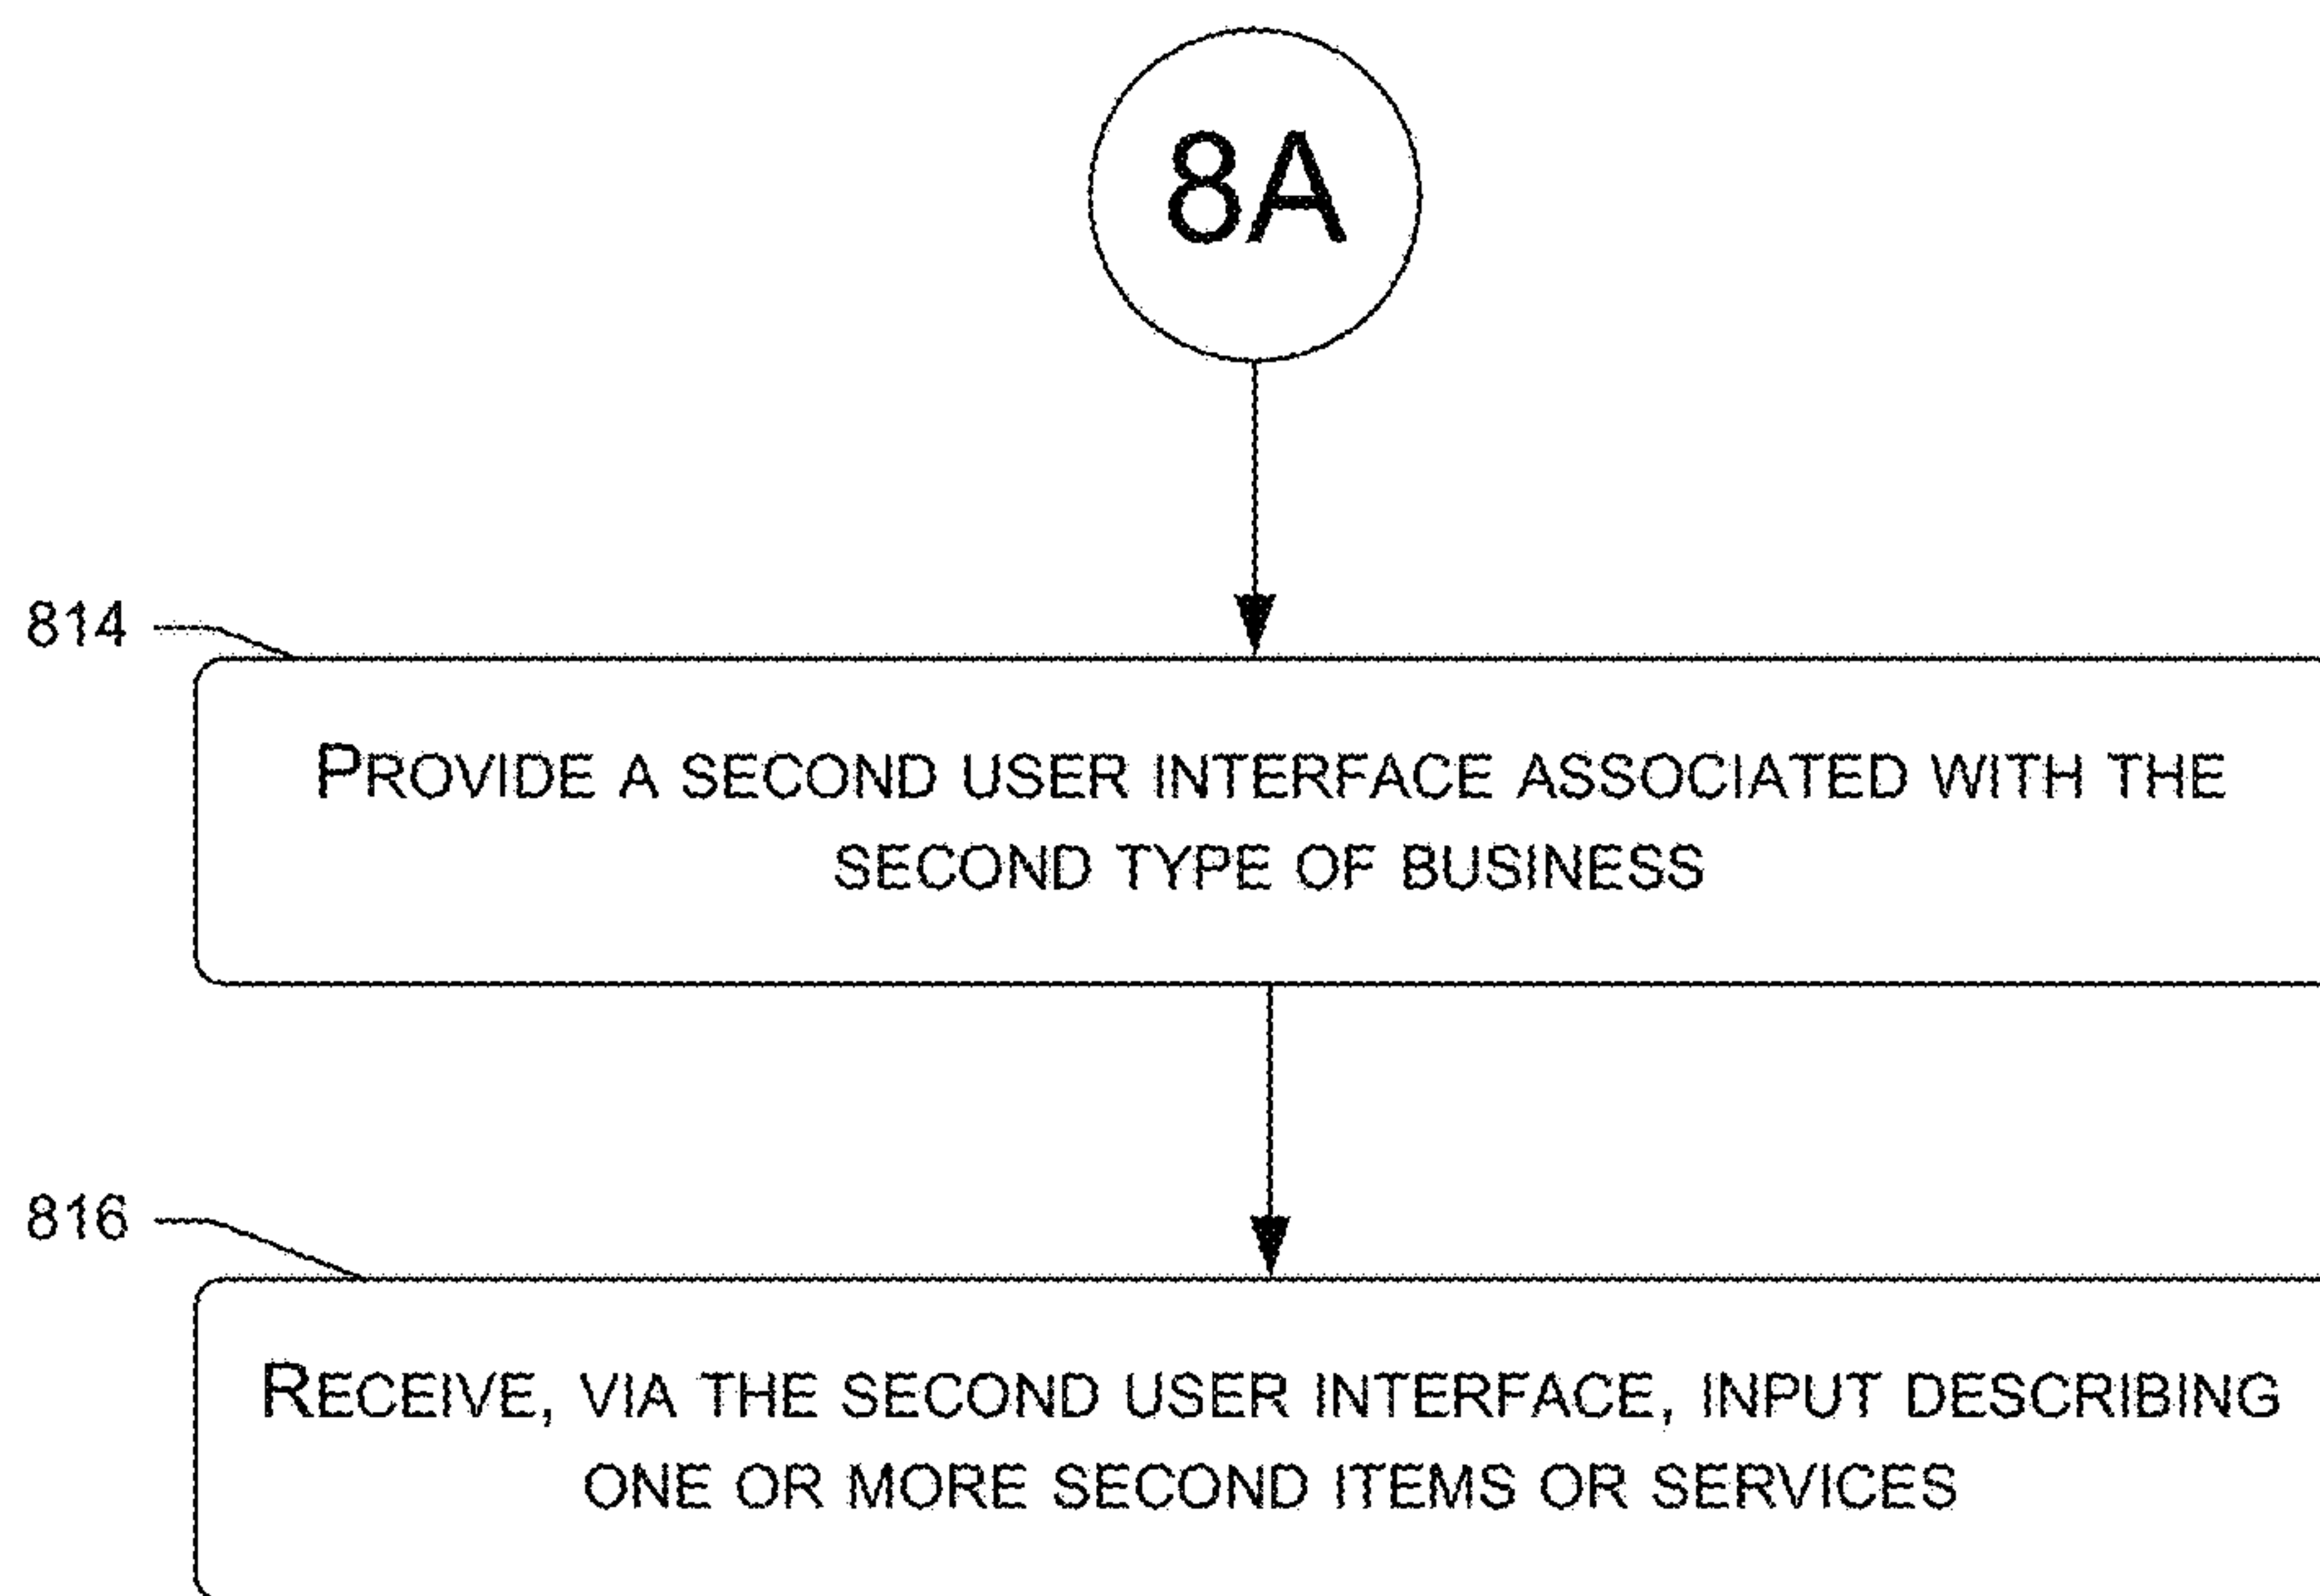 8A
814
PROVIDE A SECOND USER INTERFACE ASSOCIATED WITH THE
SECOND TYPE OF BUSINESS
816
RECEIVE, VIA THE SECOND USER INTERFACE, INPUT DESCRIBING
ONE OR MORE SECOND ITEMS OR SERVICES